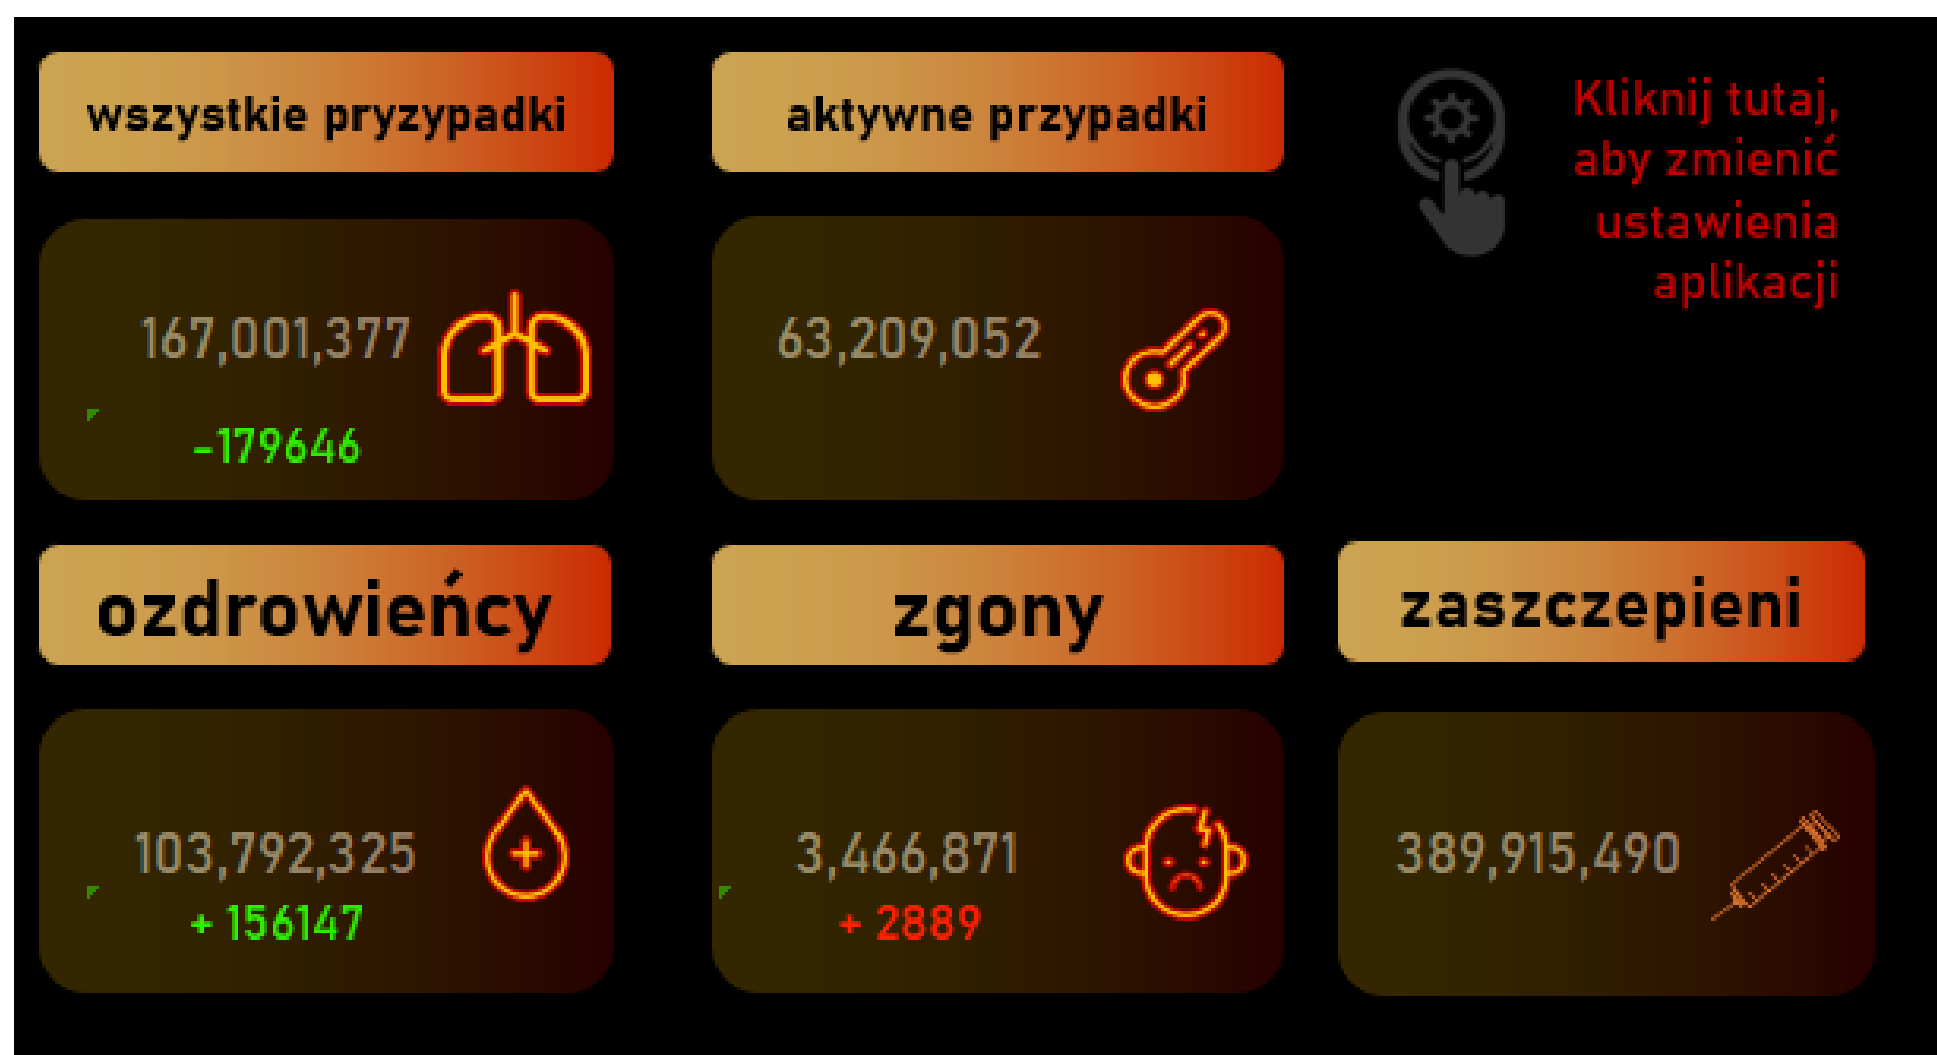 wszystkie pryzypadki
aktywne przypadki
Kliknij tutaj,
aby zmienić
ustawienia
aplikacji
167,001,377
-179646
63,209,052
ozdrowieńcy
zgony
zaszczepieni
103,792,325
+ 156147
3,466,871
+ 2889
389,915,490